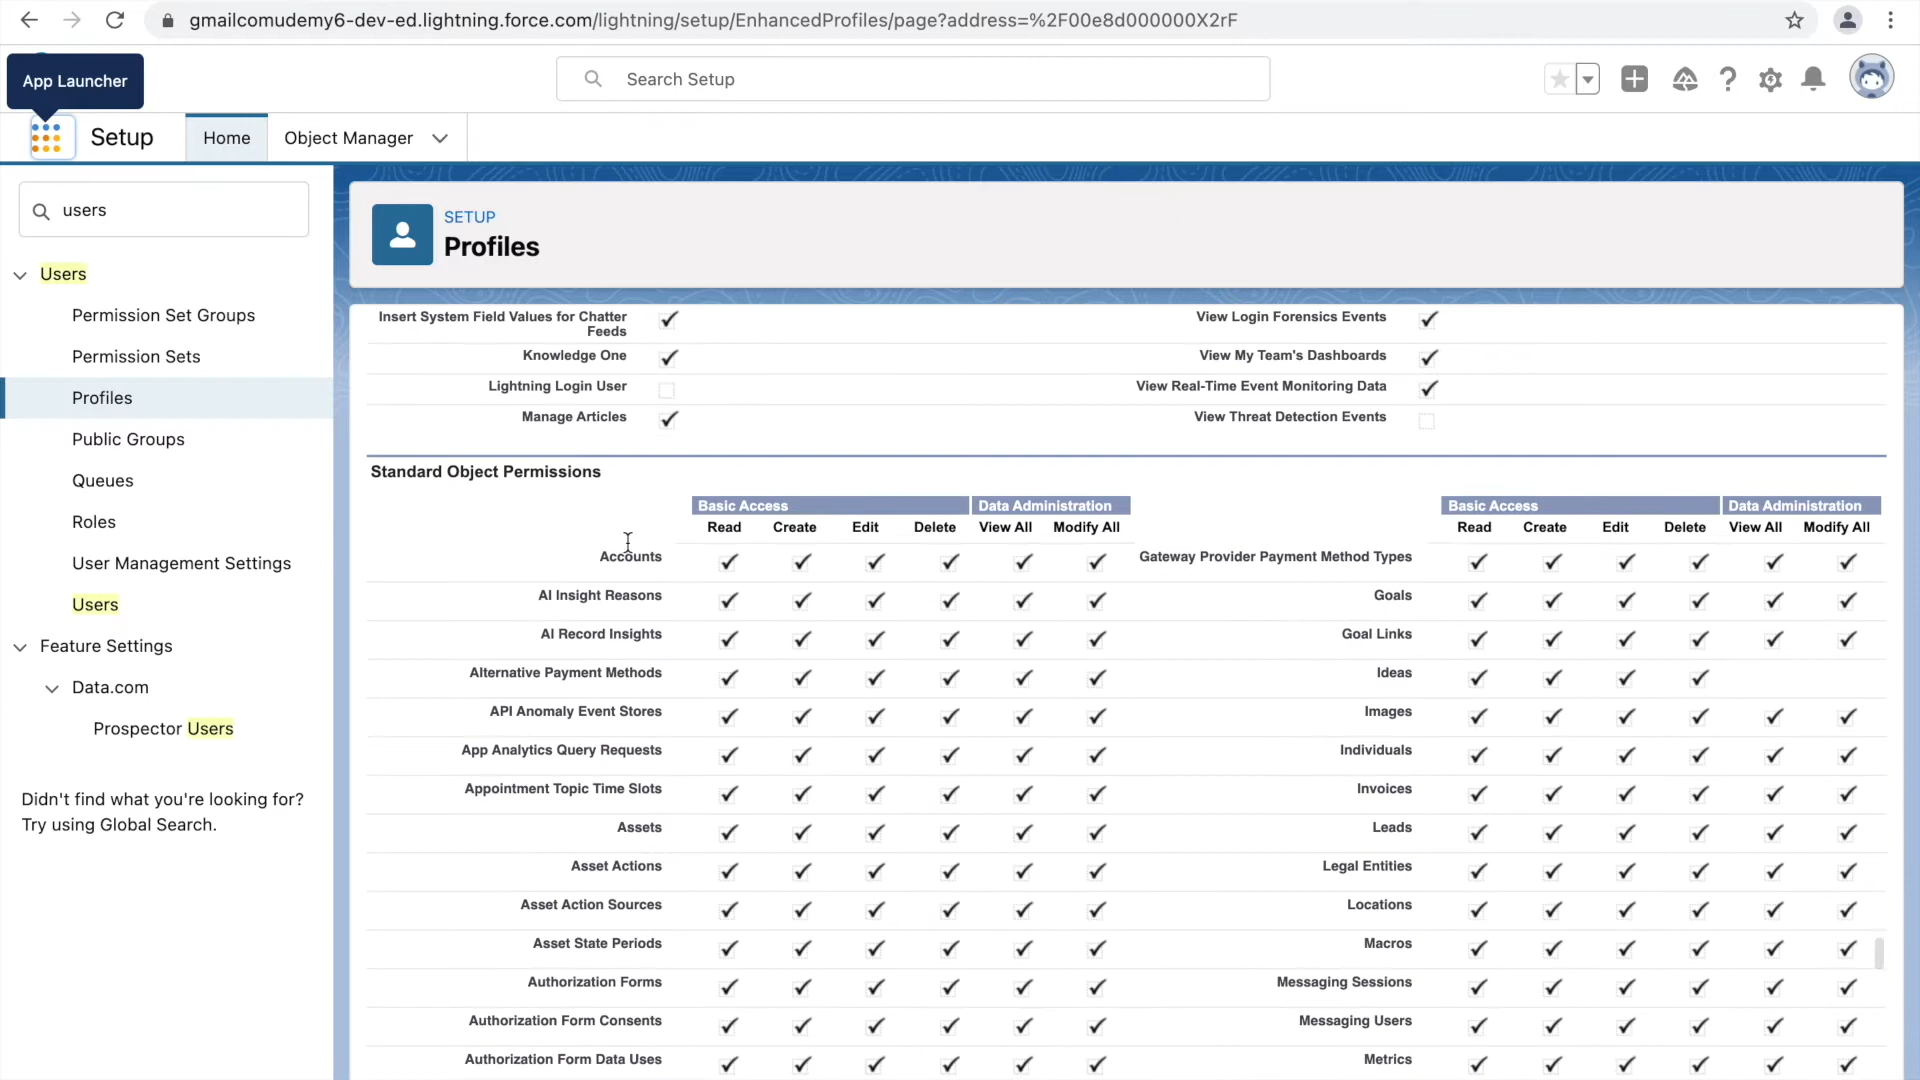 gmailcomudemy6-dev-ed.lightning.force.com/lightning/setup/EnhancedProfiles/page?address=%2F00e8d000000X2rF
App Launcher
Search Setup
Setup
Home
Object Manager
users
Users
Permission Set Groups
Permission Sets
Profiles
Public Groups
Queues
Roles
User Management Settings
Users
Feature Settings
Data.com
Prospector Users
Didn't find what you're looking for?
Try using Global Search.
SETUP
Profiles
Insert System Field Values for Chatter
Feeds
View Login Forensics Events
Knowledge One
View My Team's Dashboards
Lightning Login User
View Real-Time Event Monitoring Data
Manage Articles
View Threat Detection Events
Standard Object Permissions
Basic Access Data Administration Basic Access Data Administration
Read Create Edit Delete View All Modify All Read Create Edit Delete View All Modify All
Accounts Gateway Provider Payment Method Types
AI Insight Reasons Goals
AI Record Insights Goal Links
Alternative Payment Methods Ideas
API Anomaly Event Stores Images
App Analytics Query Requests Individuals
Appointment Topic Time Slots Invoices
Assets Leads
Asset Actions Legal Entities
Asset Action Sources Locations
Asset State Periods Macros
Authorization Forms Messaging Sessions
Authorization Form Consents Messaging Users
Authorization Form Data Uses Metrics